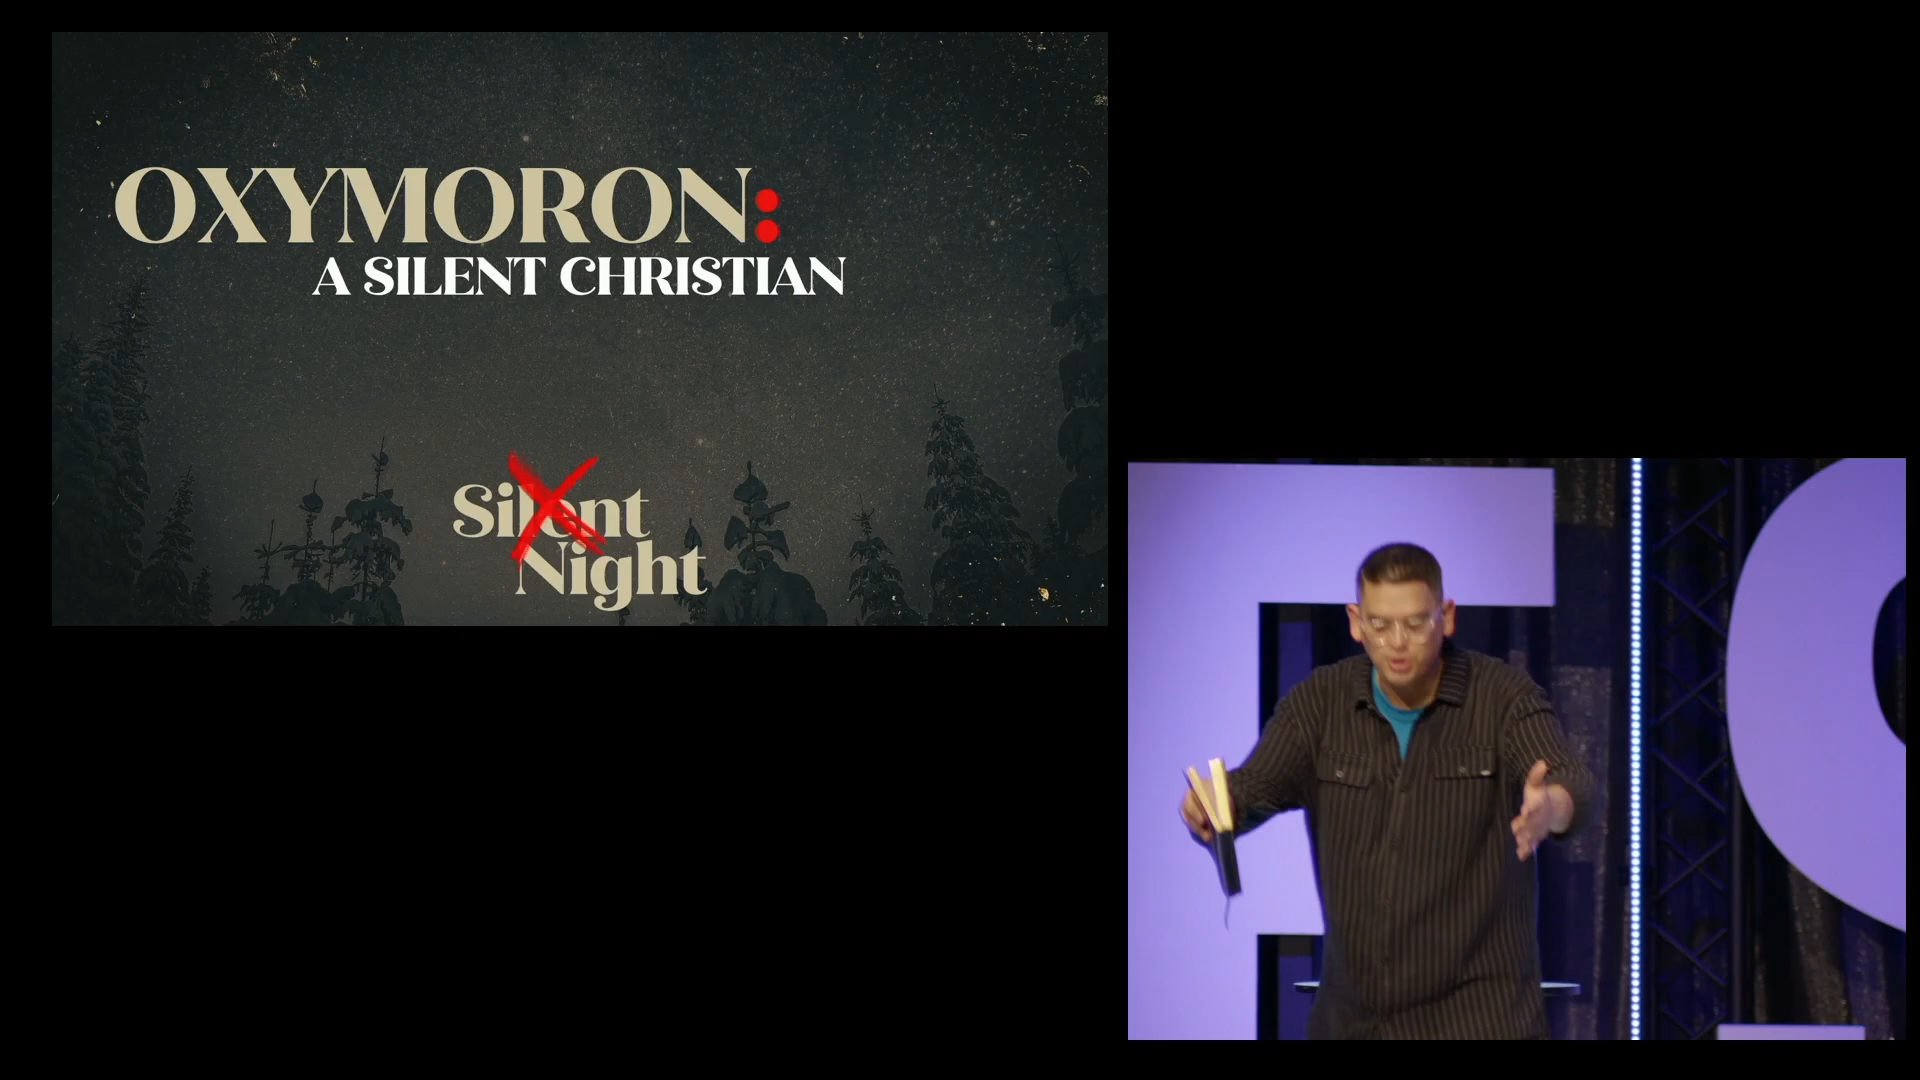 OXYMORON:
A SILENT CHRISTIAN
Silent
Night